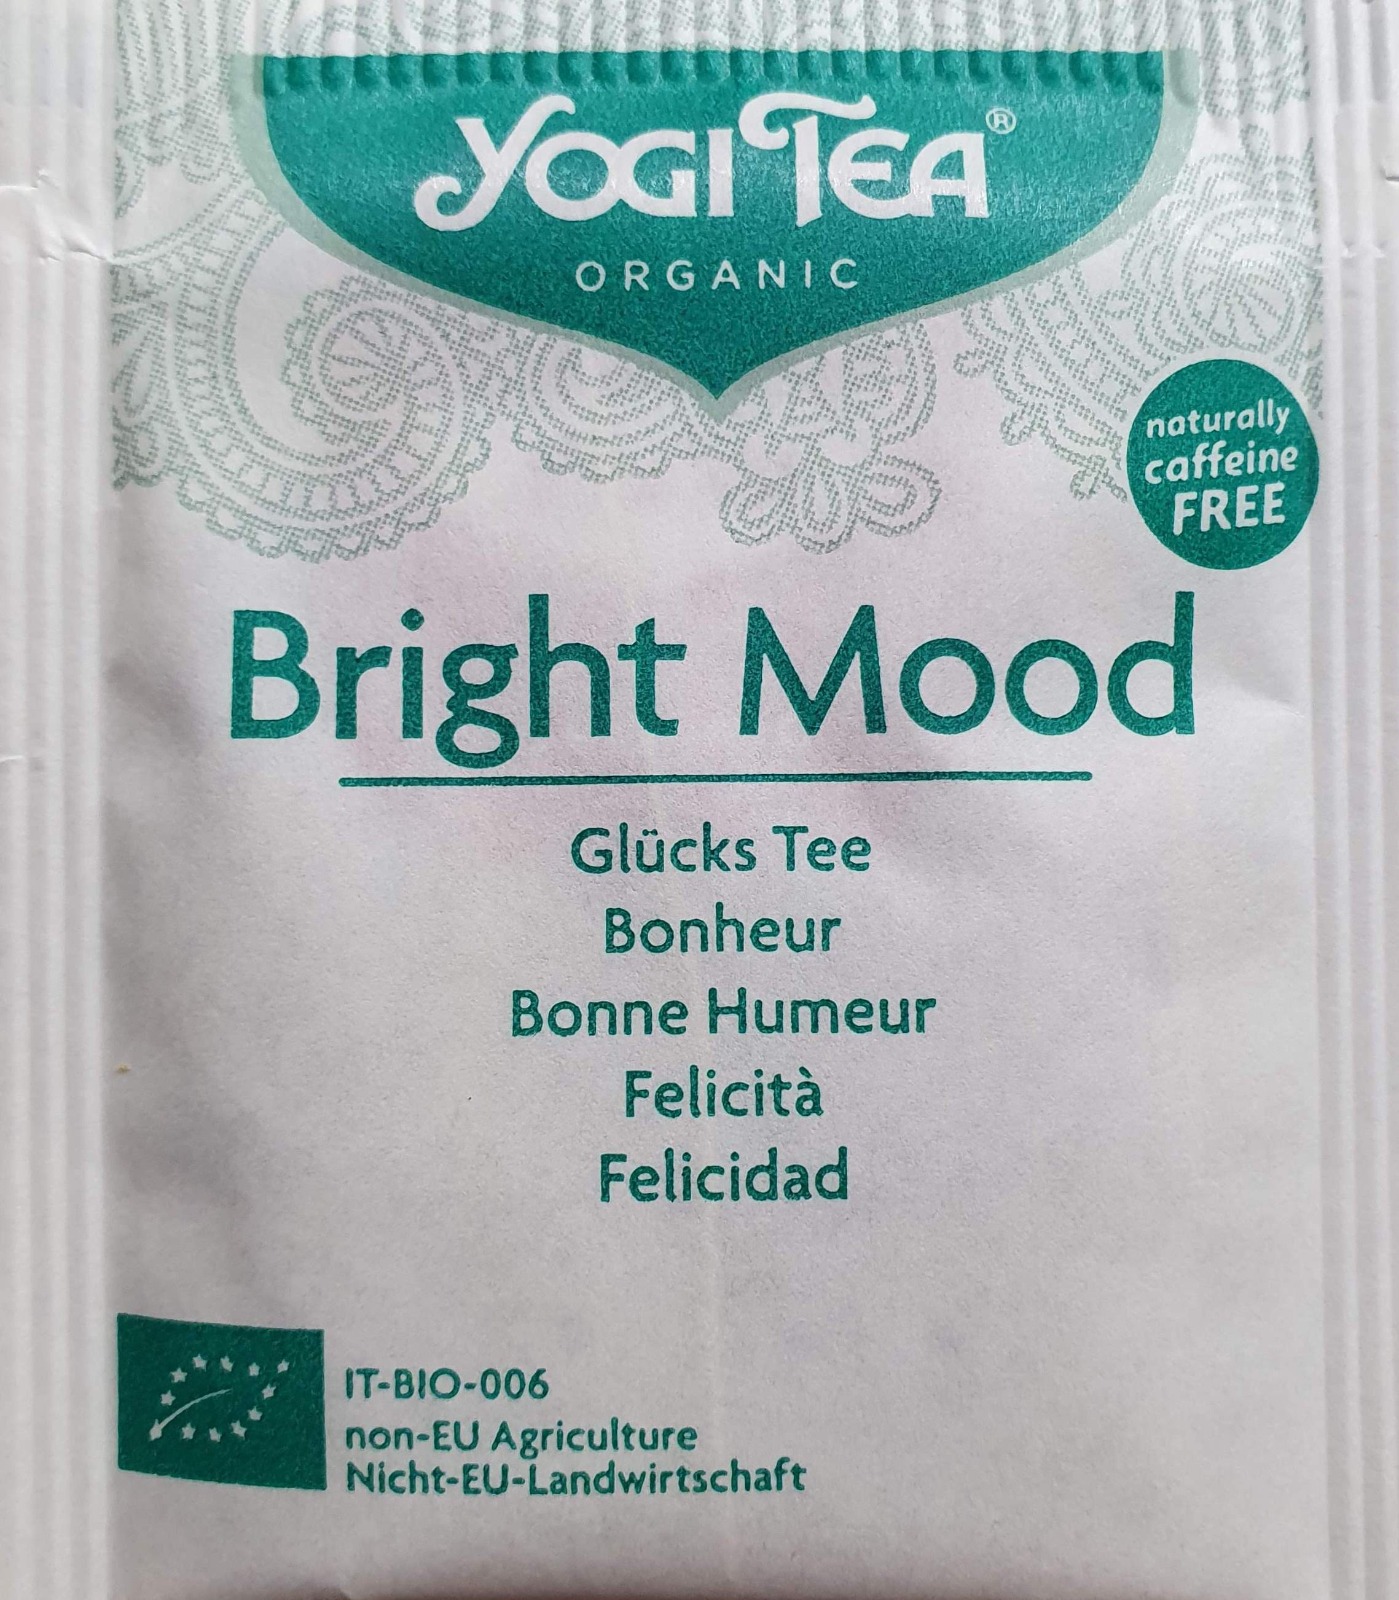 YOGI TEA®
ORGANIC
naturally
caffeine
FREE
Bright Mood
Glücks Tee
Bonheur
Bonne Humeur
Felicità
Felicidad
IT-BIO-006
non-EU Agriculture
Nicht-EU-Landwirtschaft